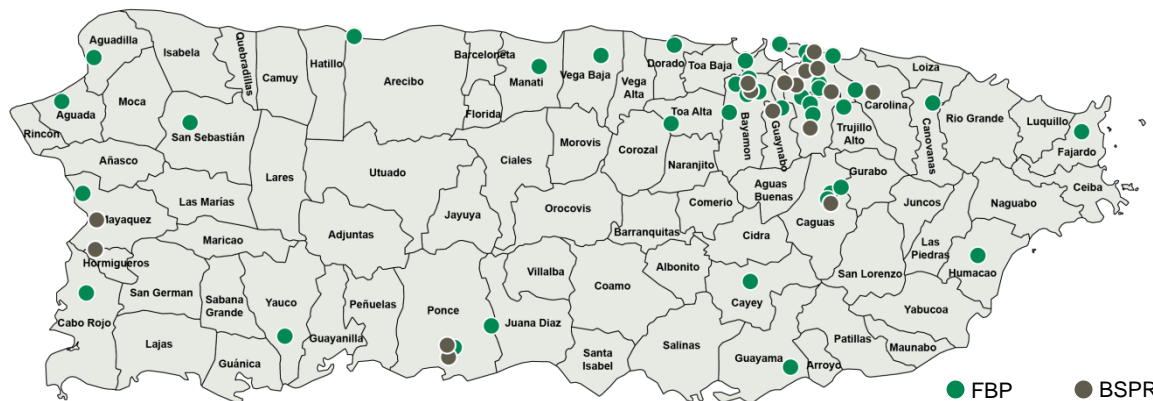 Aguadilla
Isabela
Quebradillas
Camuy
Hatillo
Arecibo
Barceloneta
Manatí
Vega Baja
Vega
Alta
Dorado
Toa Baja
Loiza
Aguada
Moca
San Sebastián
Florida
Toa Alta
Bayamon
Guaynabo
Carolina
Trujillo
Alto
Canovanas
Rio Grande
Luquillo
Fajardo
Rincón
Añasco
Lares
Utuado
Ciales
Morovis
Corozal
Naranjito
Aguas
Buenas
Gurabo
Ceiba
Las Marías
Mayaquez
Maricao
Adjuntas
Jayuya
Orocovis
Barranquitas
Comerio
Cidra
Caguas
Juncos
Naguabo
Las
Piedras
Hormigueros
San German
Sabana
Grande
Yauco
Guayanilla
Peñuelas
Ponce
Villalba
Juana Diaz
Coamo
Albonito
Cayey
San Lorenzo
Humacao
Yabucoa
Cabo Rojo
Lajas
Guánica
Santa
Isabel
Salinas
Guayama
Arroyo
Patillas
Maunabo
FBP
BSPR